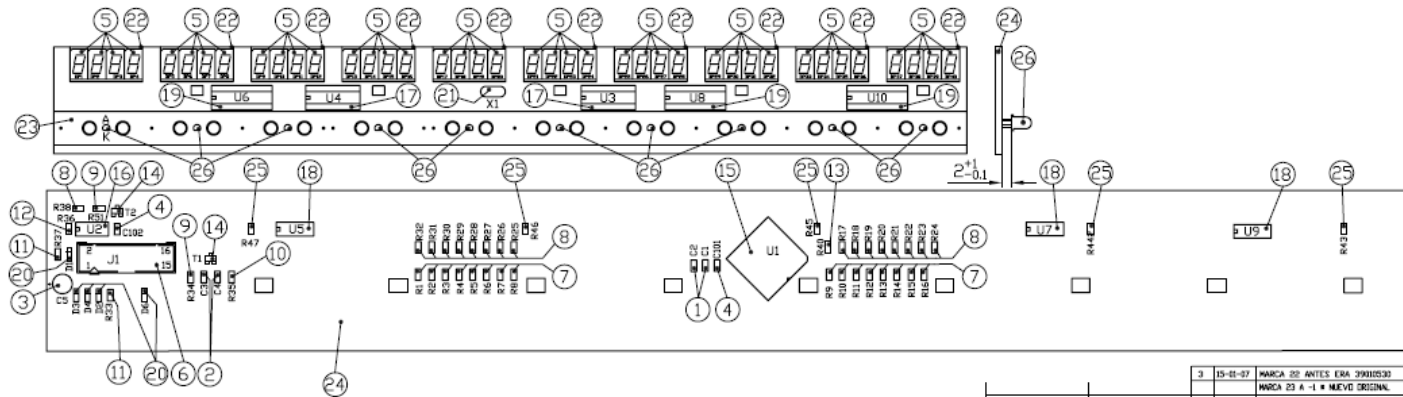 5 22 5 22 5 22 5 22 5 22 5 22 5 22 5 22 5 22 5 22 24
26
U6 U4 X1 U3 U8 U10
19 17 21 17 19 19
23 A
K
26 26 26 26 2 +1 -0.1
8 9 16 14 25 18 25 15 25 13 18 25 18 25
R38 R51 T2
12 R36 U2 4 C102 R47 U5 R32 R31 R30 R29 R28 R27 R26 R25 R46 R45 R40 R17 R18 R19 R20 R21 R22 R23 R24 U7 R44 U9 R43
11 R37 2 16 14 8 C2 C1 C101 U1 8
20 D1 J1 T1 10 7 7
1 15 R34 C3 C4 R35 R1 R2 R3 R4 R5 R6 R7 R8 R9 R10 R11 R12 R13 R14 R15 R16
9
3 C5 D3 D4 D2 R33 D6 1 4
11 20 6 2 24
3 15-01-07 MARCA 22 ANTES ERA 39010530
MARCA 23 A -1 # NUEVO ORIGINAL